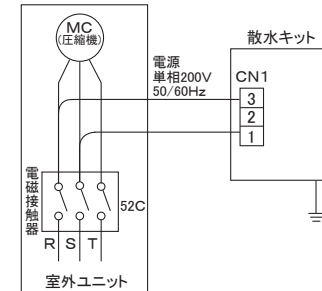 MC
(圧縮機)
散水キット
電源
単相200V
50/60Hz
CN1
3
2
1
電磁接触器
52C
R S T
室外ユニット